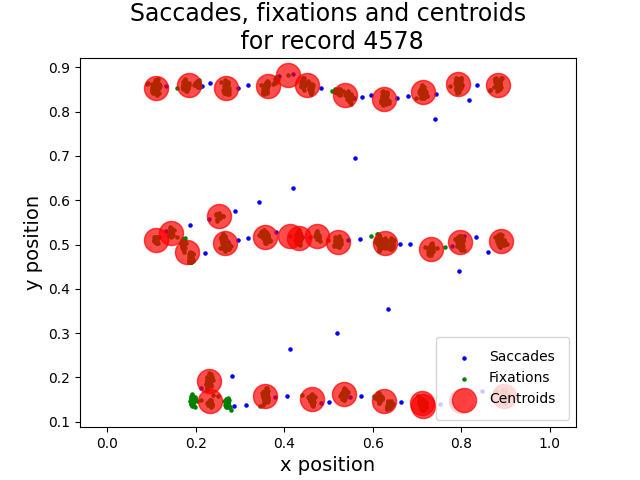 Saccades, fixations and centroids
for record 4578
0.9
0.8
0.7
0.6
0.5
0.4
0.3
0.2
0.1
y position
Saccades
Fixations
Centroids
0.0 0.2 0.4 0.6 0.8 1.0
x position